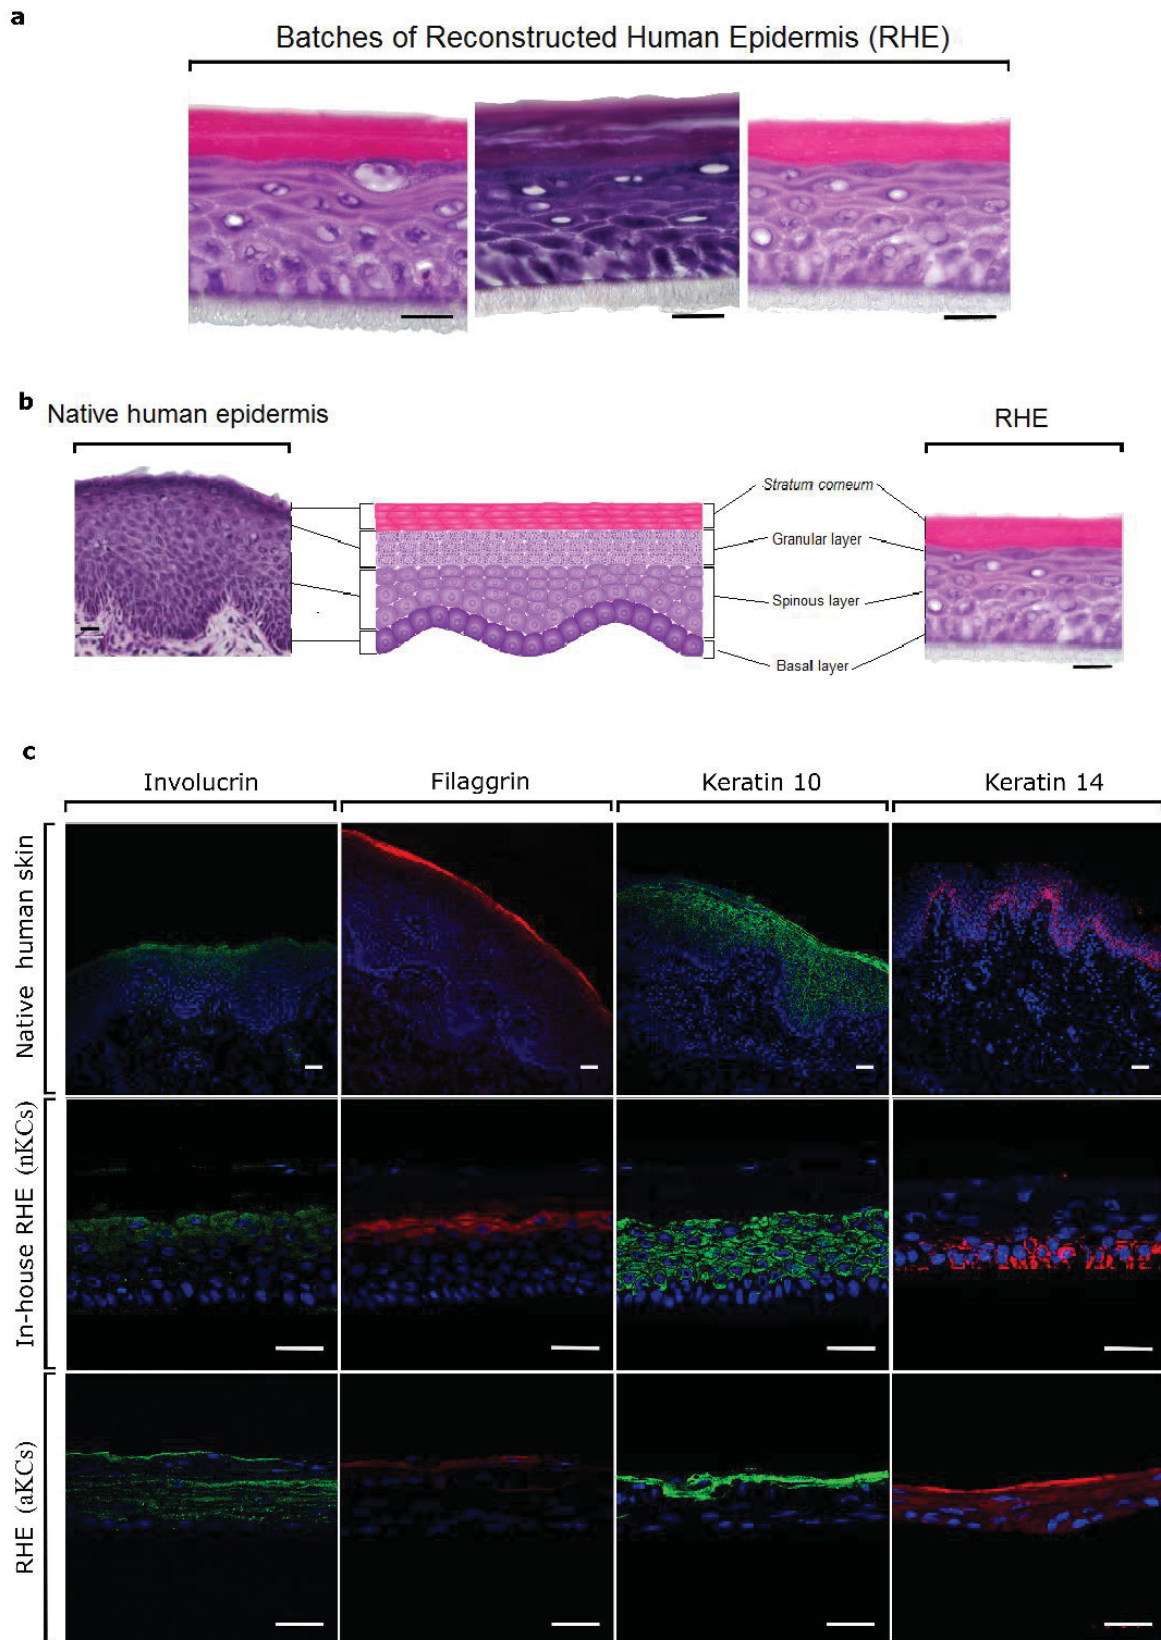 a
Batches of Reconstructed Human Epidermis (RHE)
b
Native human epidermis
RHE
Stratum corneum
Granular layer
Spinous layer
Basal layer
c
Involucrin
Filaggrin
Keratin 10
Keratin 14
Native human skin
In-house RHE (nKCs)
RHE (aKCs)